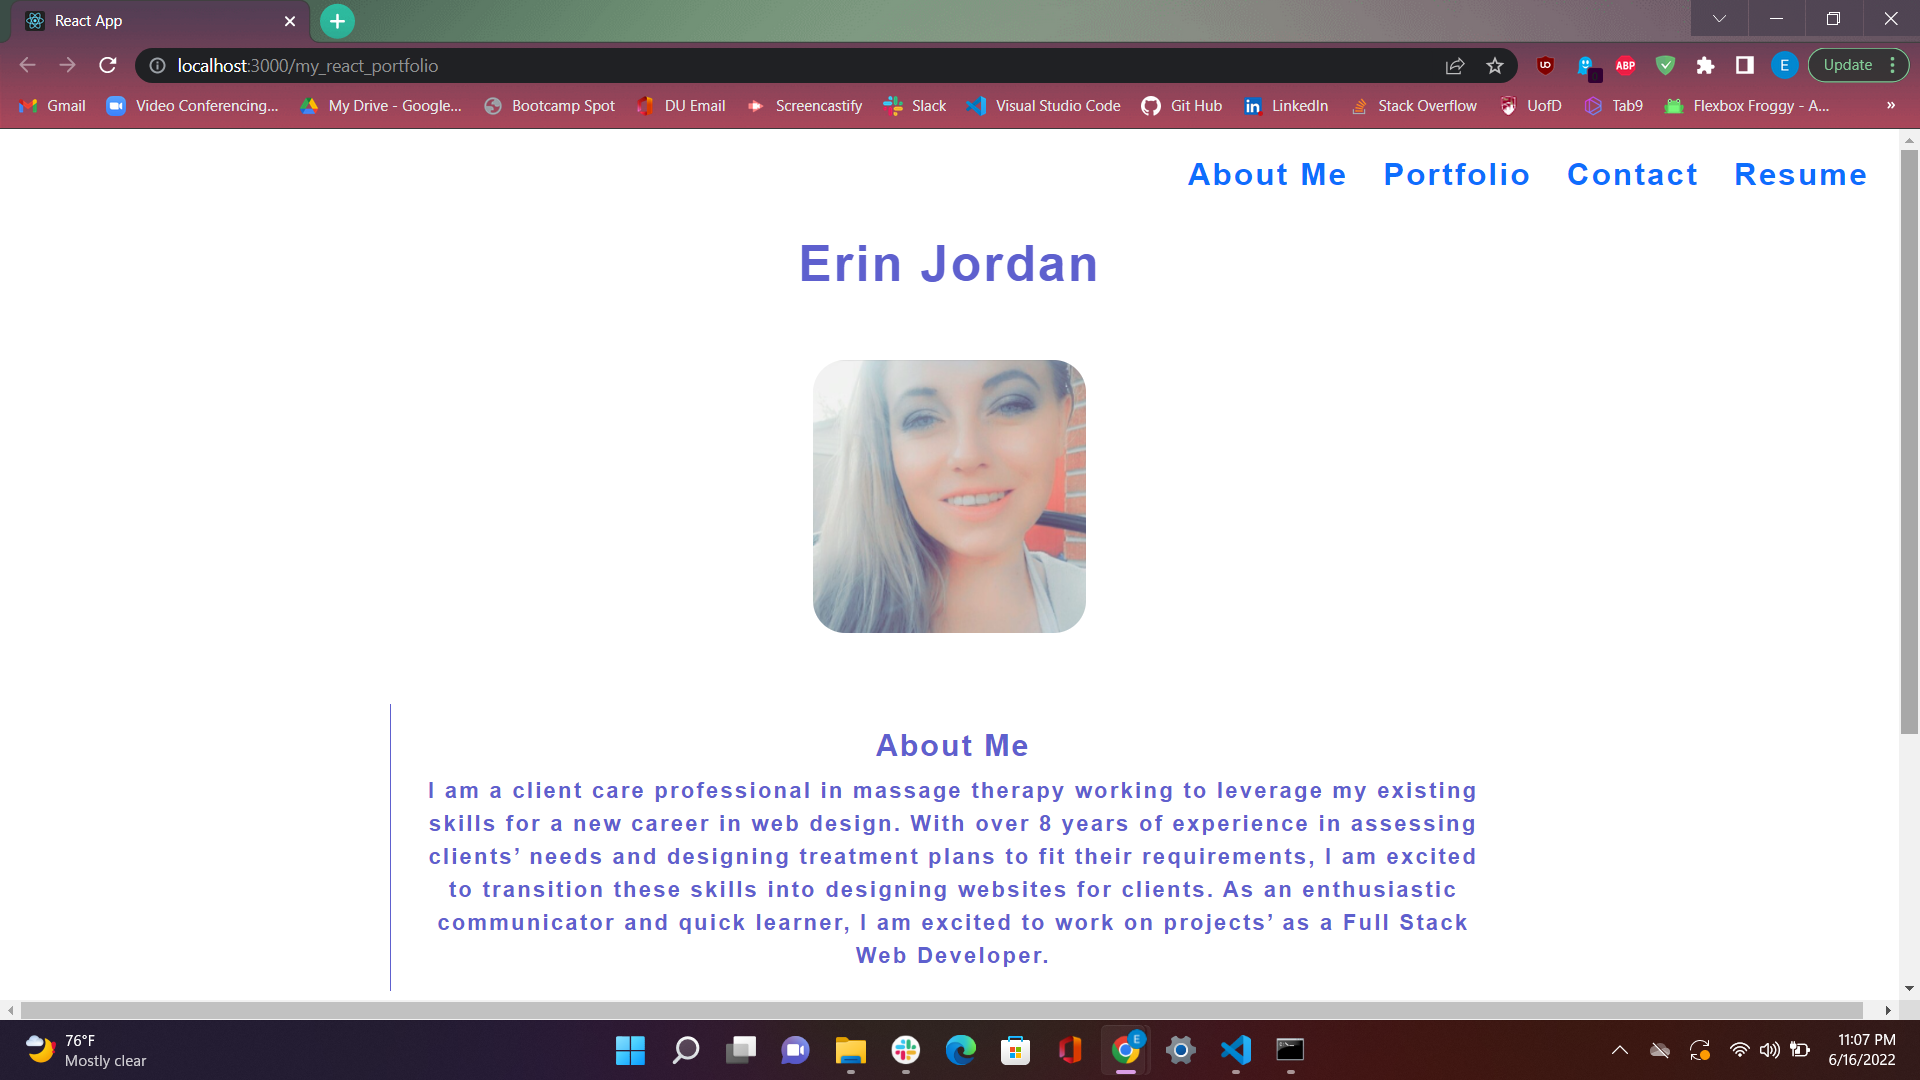 React App
localhost:3000/my_react_portfolio
ABP
E
Update
Gmail
Video Conferencing...
My Drive - Google...
Bootcamp Spot
DU Email
Screencastify
Slack
Visual Studio Code
Git Hub
LinkedIn
Stack Overflow
UofD
Tab9
Flexbox Froggy - A...
»
About Me Portfolio Contact Resume
Erin Jordan
About Me
I am a client care professional in massage therapy working to leverage my existing
skills for a new career in web design. With over 8 years of experience in assessing
clients’ needs and designing treatment plans to fit their requirements, I am excited
to transition these skills into designing websites for clients. As an enthusiastic
communicator and quick learner, I am excited to work on projects’ as a Full Stack
Web Developer.
76°F
Mostly clear
E
11:07 PM
6/16/2022